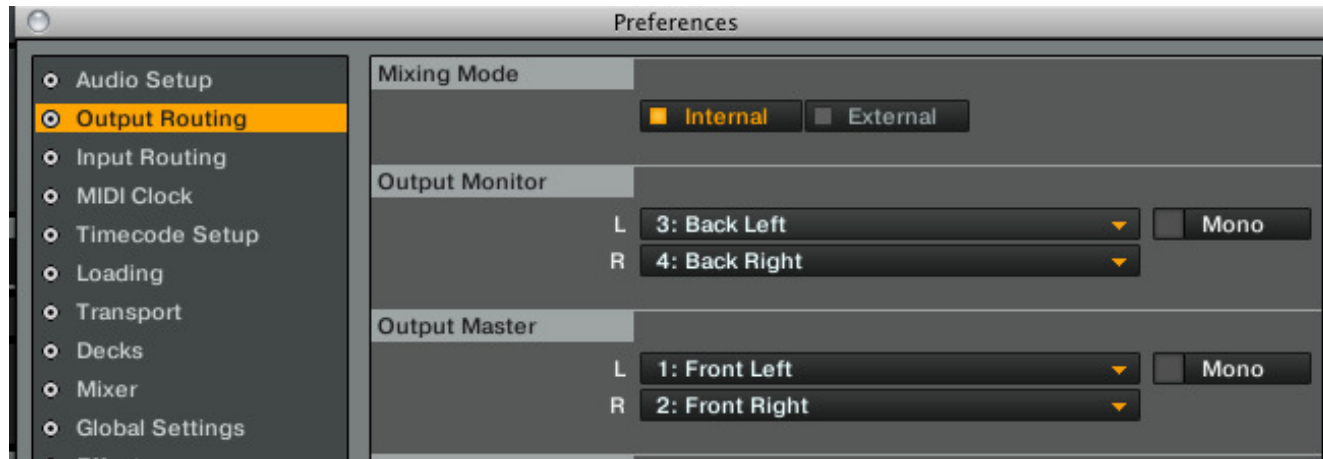 Preferences
Audio Setup
Output Routing
Input Routing
MIDI Clock
Timecode Setup
Loading
Transport
Decks
Mixer
Global Settings
Mixing Mode
Internal External
Output Monitor
L 3: Back Left Mono
R 4: Back Right
Output Master
L 1: Front Left Mono
R 2: Front Right